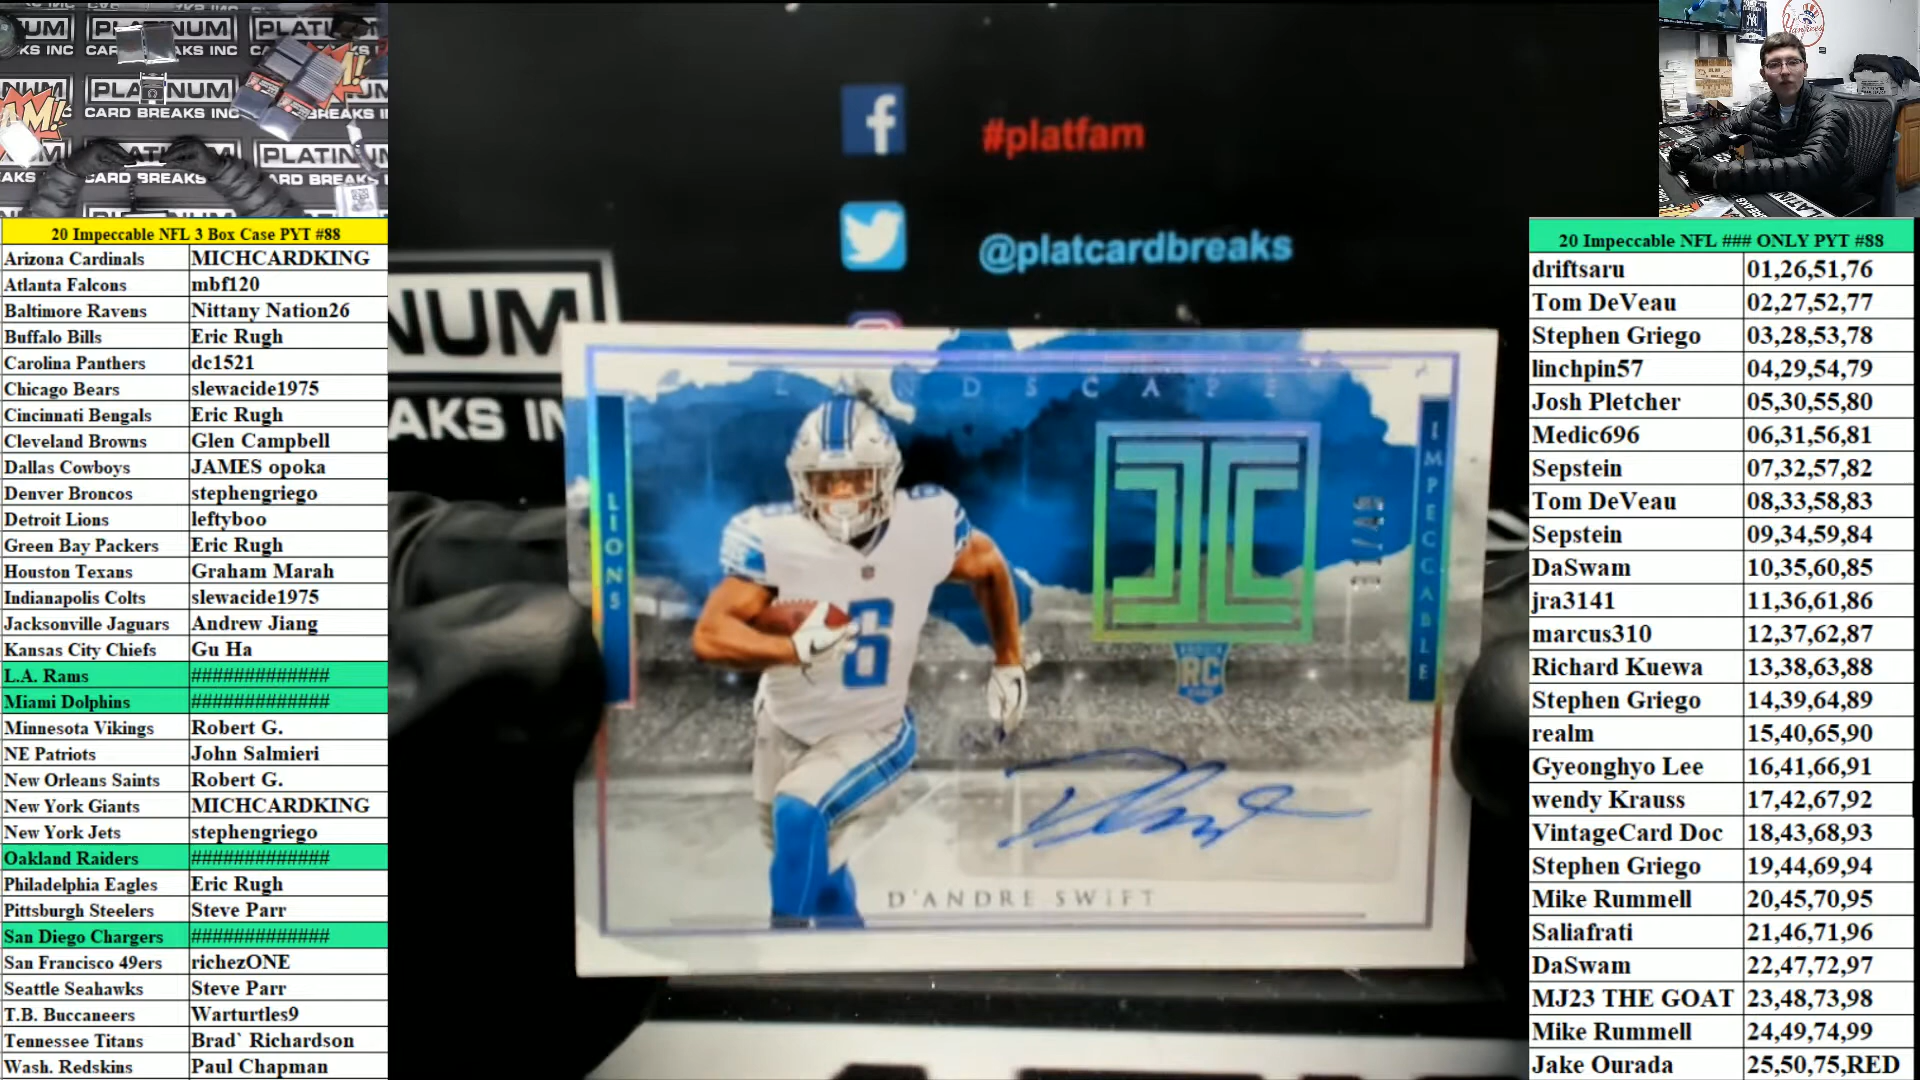 20 Impeccable NFL 3 Box Case PYT #88
Arizona Cardinals MICHCARDKING
Atlanta Falcons mbf120
Baltimore Ravens Nittany Nation26
Buffalo Bills Eric Rugh
Carolina Panthers dc1521
Chicago Bears slewacide1975
Cincinnati Bengals Eric Rugh
Cleveland Browns Glen Campbell
Dallas Cowboys JAMES opoka
Denver Broncos stephengriego
Detroit Lions leftyboo
Green Bay Packers Eric Rugh
Houston Texans Graham Marah
Indianapolis Colts slewacide1975
Jacksonville Jaguars Andrew Jiang
Kansas City Chiefs Gu Ha
L.A. Rams #############
Miami Dolphins #############
Minnesota Vikings Robert G.
NE Patriots John Salmieri
New Orleans Saints Robert G.
New York Giants MICHCARDKING
New York Jets stephengriego
Oakland Raiders #############
Philadelphia Eagles Eric Rugh
Pittsburgh Steelers Steve Parr
San Diego Chargers #############
San Francisco 49ers richezONE
Seattle Seahawks Steve Parr
T.B. Buccaneers Warturtles9
Tennessee Titans Brad` Richardson
Wash. Redskins Paul Chapman
#platfam
@platcardbreaks
NUM
AKS IN
LANDSCAPE
LIONS
IMPECCABLE
6
RC
D'ANDRE SWIFT
20 Impeccable NFL ### ONLY PYT #88
driftsaru 01,26,51,76
Tom DeVeau 02,27,52,77
Stephen Griego 03,28,53,78
linchpin57 04,29,54,79
Josh Pletcher 05,30,55,80
Medic696 06,31,56,81
Sepstein 07,32,57,82
Tom DeVeau 08,33,58,83
Sepstein 09,34,59,84
DaSwam 10,35,60,85
jra3141 11,36,61,86
marcus310 12,37,62,87
Richard Kuewa 13,38,63,88
Stephen Griego 14,39,64,89
realm 15,40,65,90
Gyeonghyo Lee 16,41,66,91
wendy Krauss 17,42,67,92
VintageCard Doc 18,43,68,93
Stephen Griego 19,44,69,94
Mike Rummell 20,45,70,95
Saliafrati 21,46,71,96
DaSwam 22,47,72,97
MJ23 THE GOAT 23,48,73,98
Mike Rummell 24,49,74,99
Jake Ourada 25,50,75,RED